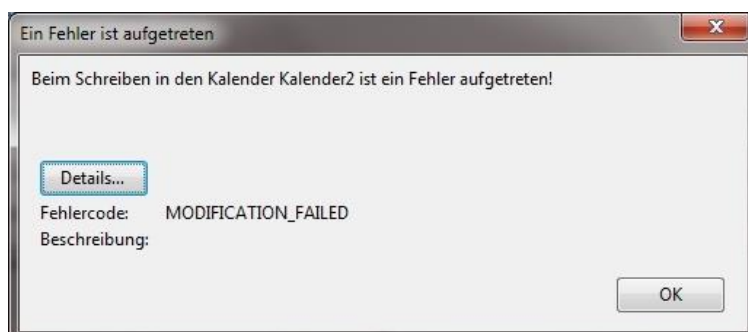 Ein Fehler ist aufgetreten
Beim Schreiben in den Kalender Kalender2 ist ein Fehler aufgetreten!
Details...
Fehlercode: MODIFICATION_FAILED
Beschreibung:
OK